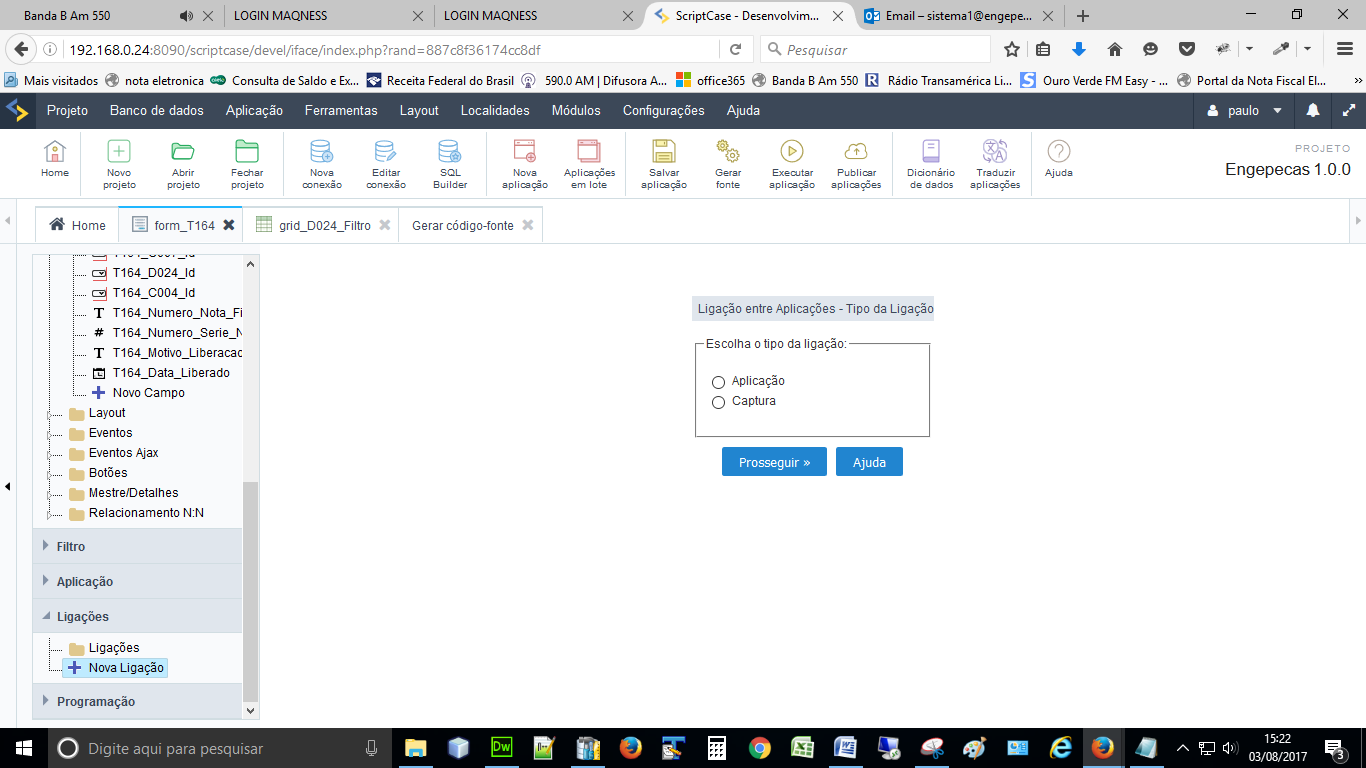 Banda B Am 550
LOGIN MAQNESS
LOGIN MAQNESS
ScriptCase - Desenvolvim...
Email – sistema1@engepe...
192.168.0.24:8090/scriptcase/devel/iface/index.php?rand=887c8f36174cc8df
Pesquisar
Mais visitados
nota eletronica
Consulta de Saldo e Ex...
Receita Federal do Brasil
590.0 AM | Difusora A...
office365
Banda B Am 550
Rádio Transamérica Li...
Ouro Verde FM Easy - ...
Portal da Nota Fiscal El...
Projeto
Banco de dados
Aplicação
Ferramentas
Layout
Localidades
Módulos
Configurações
Ajuda
paulo
Home
Novo
projeto
Abrir
projeto
Fechar
projeto
Nova
conexão
Editar
conexão
SQL
Builder
Nova
aplicação
Aplicações
em lote
Salvar
aplicação
Gerar
fonte
Executar
aplicação
Publicar
aplicações
Dicionário
de dados
Traduzir
aplicações
Ajuda
PROJETO
Engepecas 1.0.0
Home
form_T164
grid_D024_Filtro
Gerar código-fonte
T164_D024_Id
T164_C004_Id
T164_Numero_Nota_Fi
T164_Numero_Serie_N
T164_Motivo_Liberacao
T164_Data_Liberado
Novo Campo
Layout
Eventos
Eventos Ajax
Botões
Mestre/Detalhes
Relacionamento N:N
Filtro
Aplicação
Ligações
Ligações
Nova Ligação
Programação
Ligação entre Aplicações - Tipo da Ligação
Escolha o tipo da ligação:
Aplicação
Captura
Prosseguir »
Ajuda
Digite aqui para pesquisar
15:22
03/08/2017
3